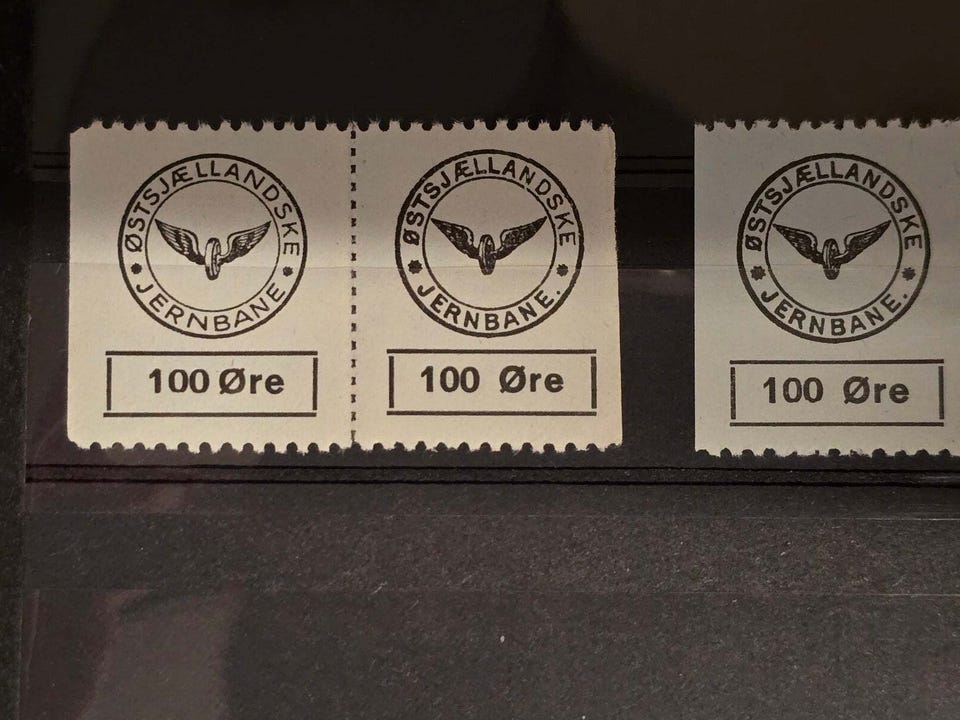 ØSTSJÆLLANDSKE
* JERNBANE *
100 Øre
ØSTSJÆLLANDSKE
* JERNBANE. *
100 Øre
ØSTSJÆLLANDSKE
* JERNBANE. *
100 Øre